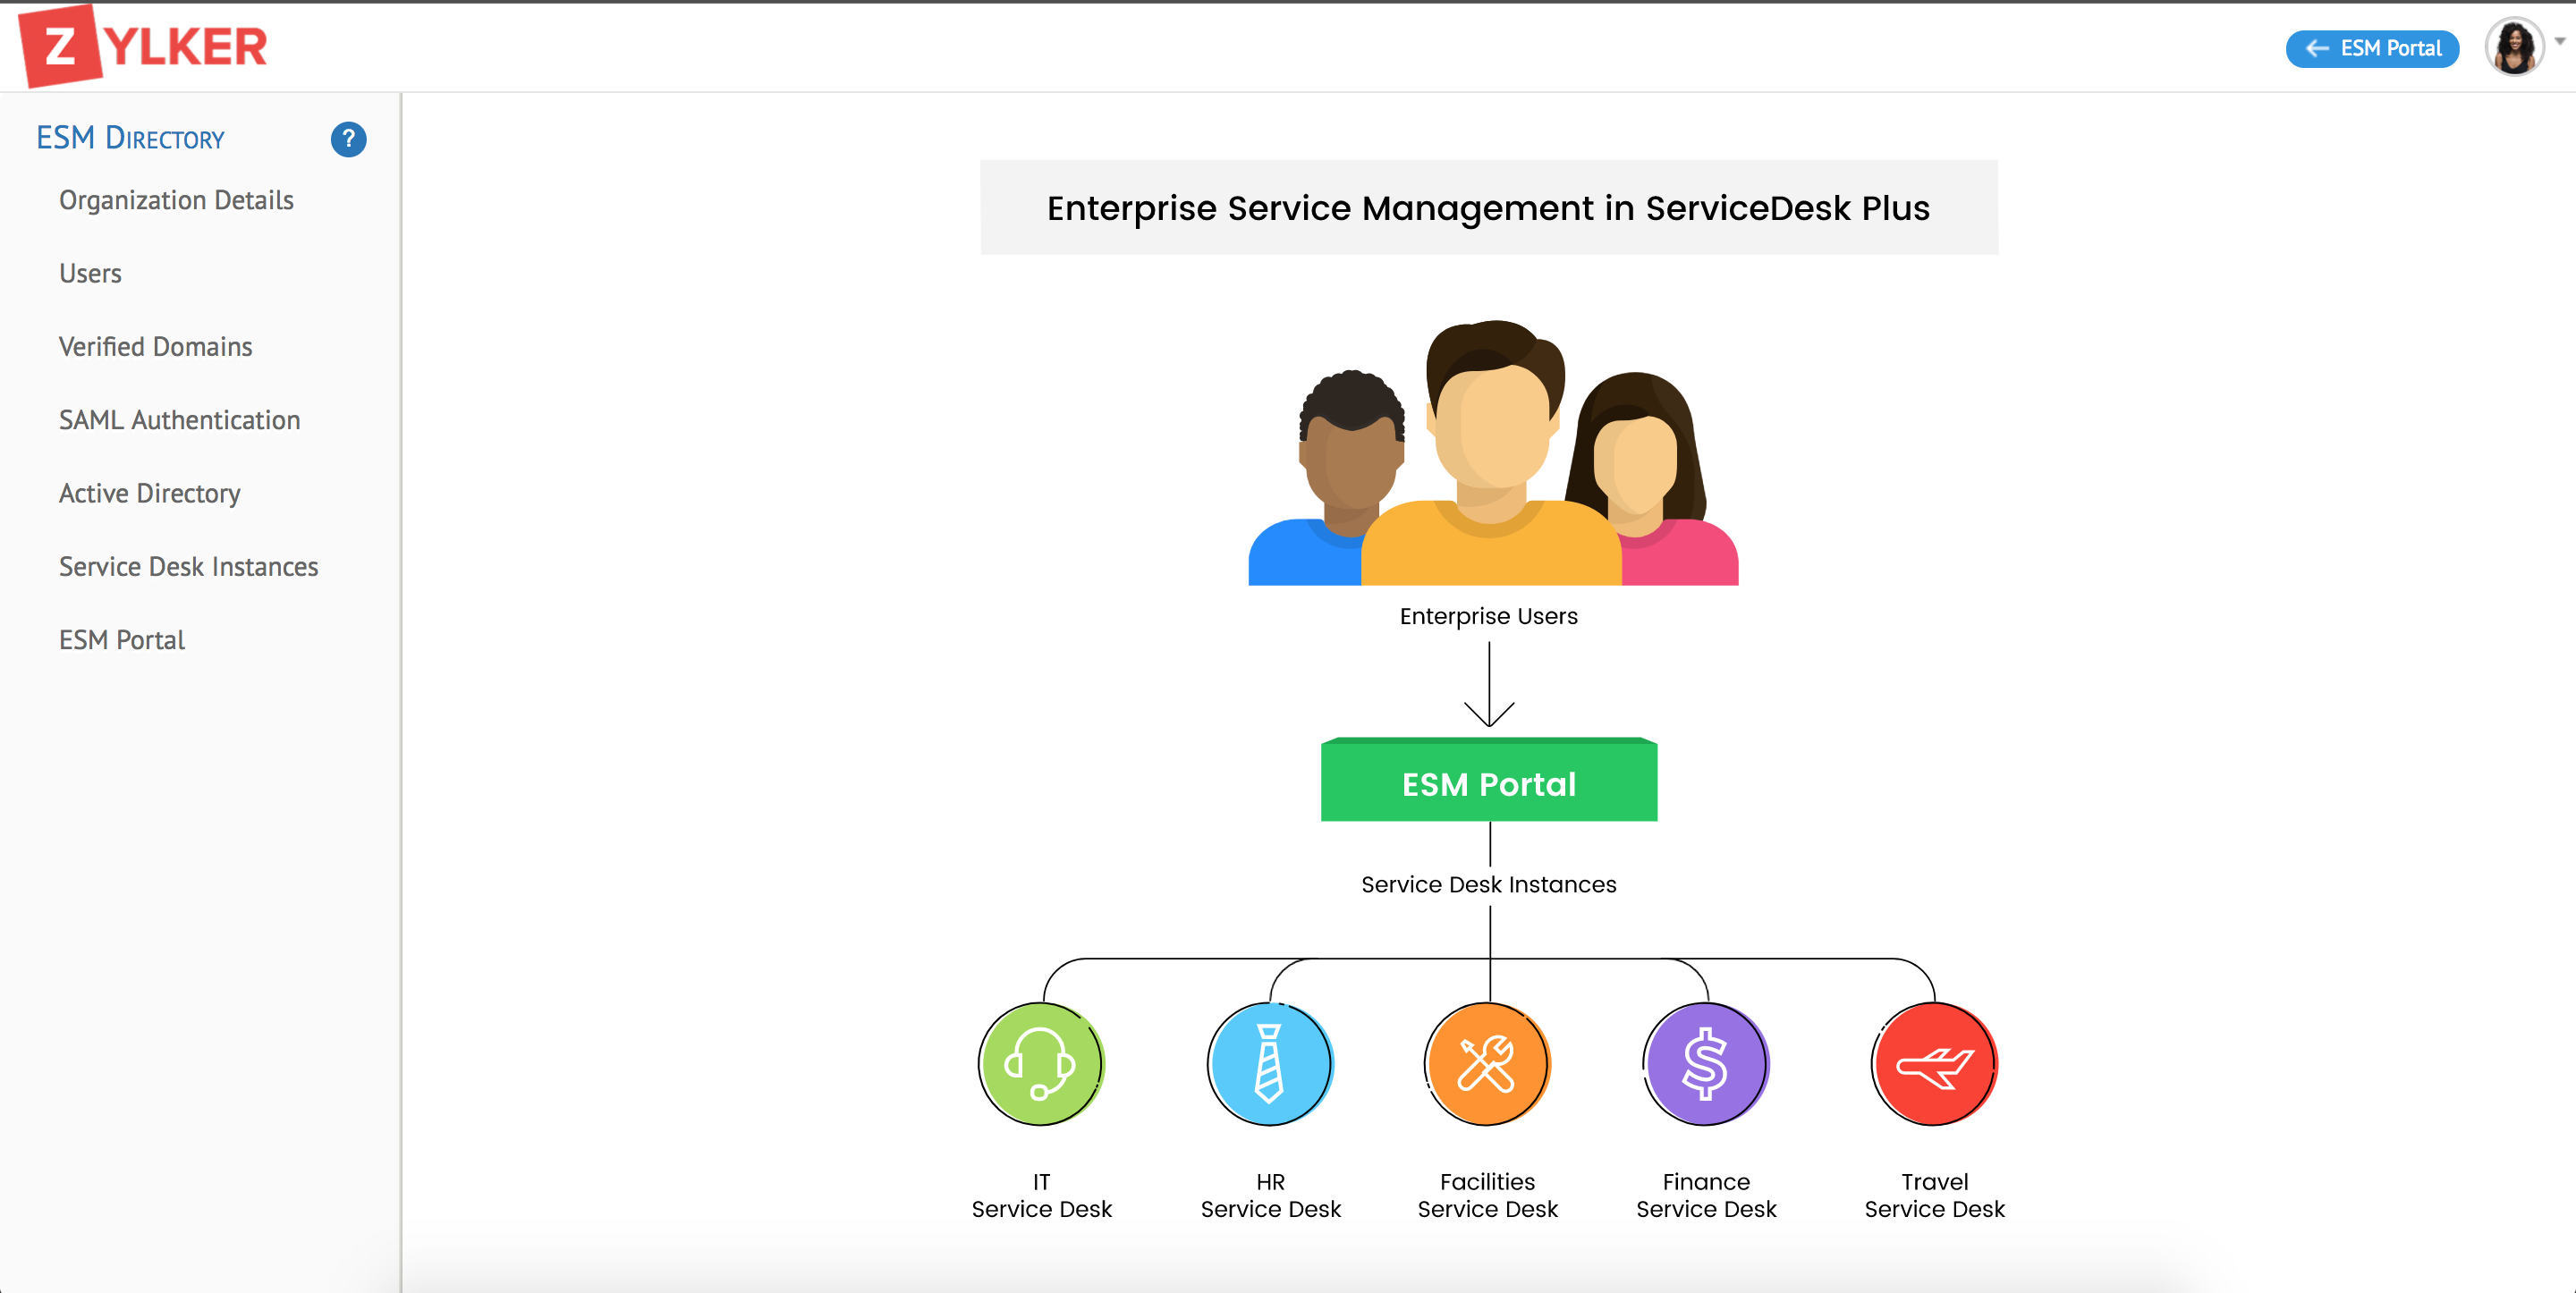 ZYLKER
ESM Portal
ESM DIRECTORY
?
Organization Details
Users
Verified Domains
SAML Authentication
Active Directory
Service Desk Instances
ESM Portal
Enterprise Service Management in ServiceDesk Plus
Enterprise Users
ESM Portal
Service Desk Instances
$
IT
Service Desk
HR
Service Desk
Facilities
Service Desk
Finance
Service Desk
Travel
Service Desk